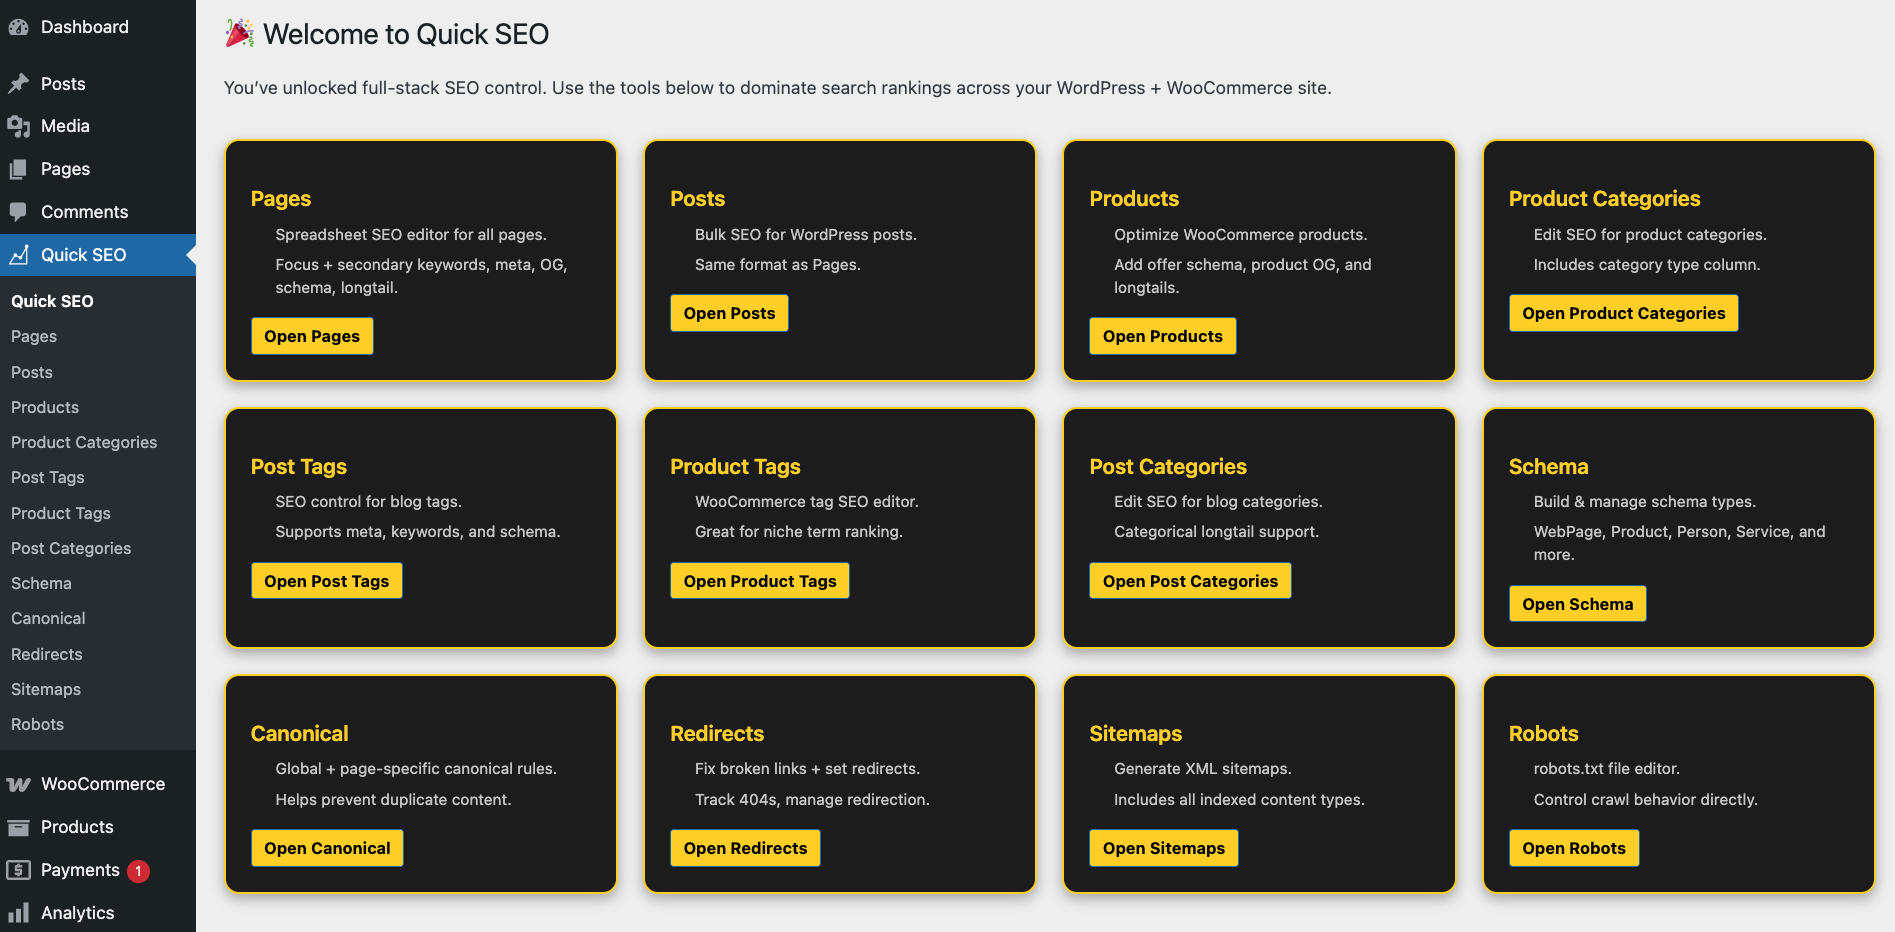 Dashboard
Posts
Media
Pages
Comments
Quick SEO
Quick SEO
Pages
Posts
Products
Product Categories
Post Tags
Product Tags
Post Categories
Schema
Canonical
Redirects
Sitemaps
Robots
WooCommerce
Products
Payments 1
Analytics
Welcome to Quick SEO
You’ve unlocked full-stack SEO control. Use the tools below to dominate search rankings across your WordPress + WooCommerce site.
Pages
Spreadsheet SEO editor for all pages.
Focus + secondary keywords, meta, OG,
schema, longtail.
Open Pages
Posts
Bulk SEO for WordPress posts.
Same format as Pages.
Open Posts
Products
Optimize WooCommerce products.
Add offer schema, product OG, and
longtails.
Open Products
Product Categories
Edit SEO for product categories.
Includes category type column.
Open Product Categories
Post Tags
SEO control for blog tags.
Supports meta, keywords, and schema.
Open Post Tags
Product Tags
WooCommerce tag SEO editor.
Great for niche term ranking.
Open Product Tags
Post Categories
Edit SEO for blog categories.
Categorical longtail support.
Open Post Categories
Schema
Build & manage schema types.
WebPage, Product, Person, Service, and
more.
Open Schema
Canonical
Global + page-specific canonical rules.
Helps prevent duplicate content.
Open Canonical
Redirects
Fix broken links + set redirects.
Track 404s, manage redirection.
Open Redirects
Sitemaps
Generate XML sitemaps.
Includes all indexed content types.
Open Sitemaps
Robots
robots.txt file editor.
Control crawl behavior directly.
Open Robots